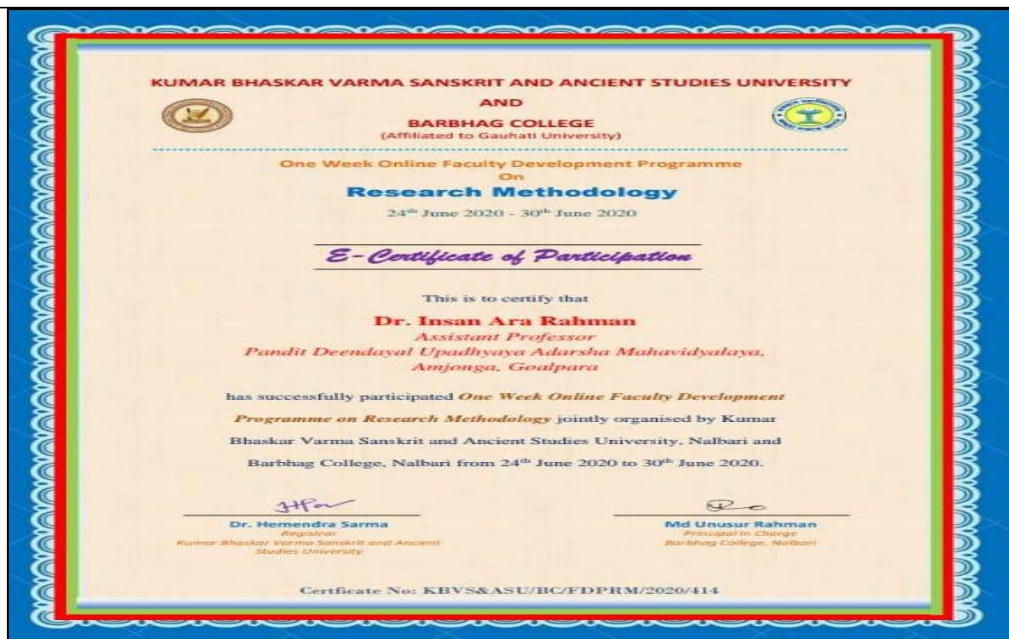 KUMAR BHASKAR VARMA SANSKRIT AND ANCIENT STUDIES UNIVERSITY
AND
BARBHAG COLLEGE
(Affiliated to Gauhati University)
One Week Online Faculty Development Programme
On
Research Methodology
24th June 2020 - 30th June 2020
E-Certificate of Participation
This is to certify that
Dr. Insan Ara Rahman
Assistant Professor
Pandit Deendayal Upadhyaya Adarsha Mahavidyalaya,
Amjonga, Goalpara
has successfully participated One Week Online Faculty Development
Programme on Research Methodology jointly organised by Kumar
Bhaskar Varma Sanskrit and Ancient Studies University, Nalbari and
Barbhag College, Nalbari from 24th June 2020 to 30th June 2020.
Dr. Hemendra Sarma
Registrar
Kumar Bhaskar Varma Sanskrit and Ancient
Studies University
Md Unusur Rahman
Principal in Charge
Barbhag College, Nalbari
Certficate No: KBVS&ASU/BC/FDPRM/2020/414